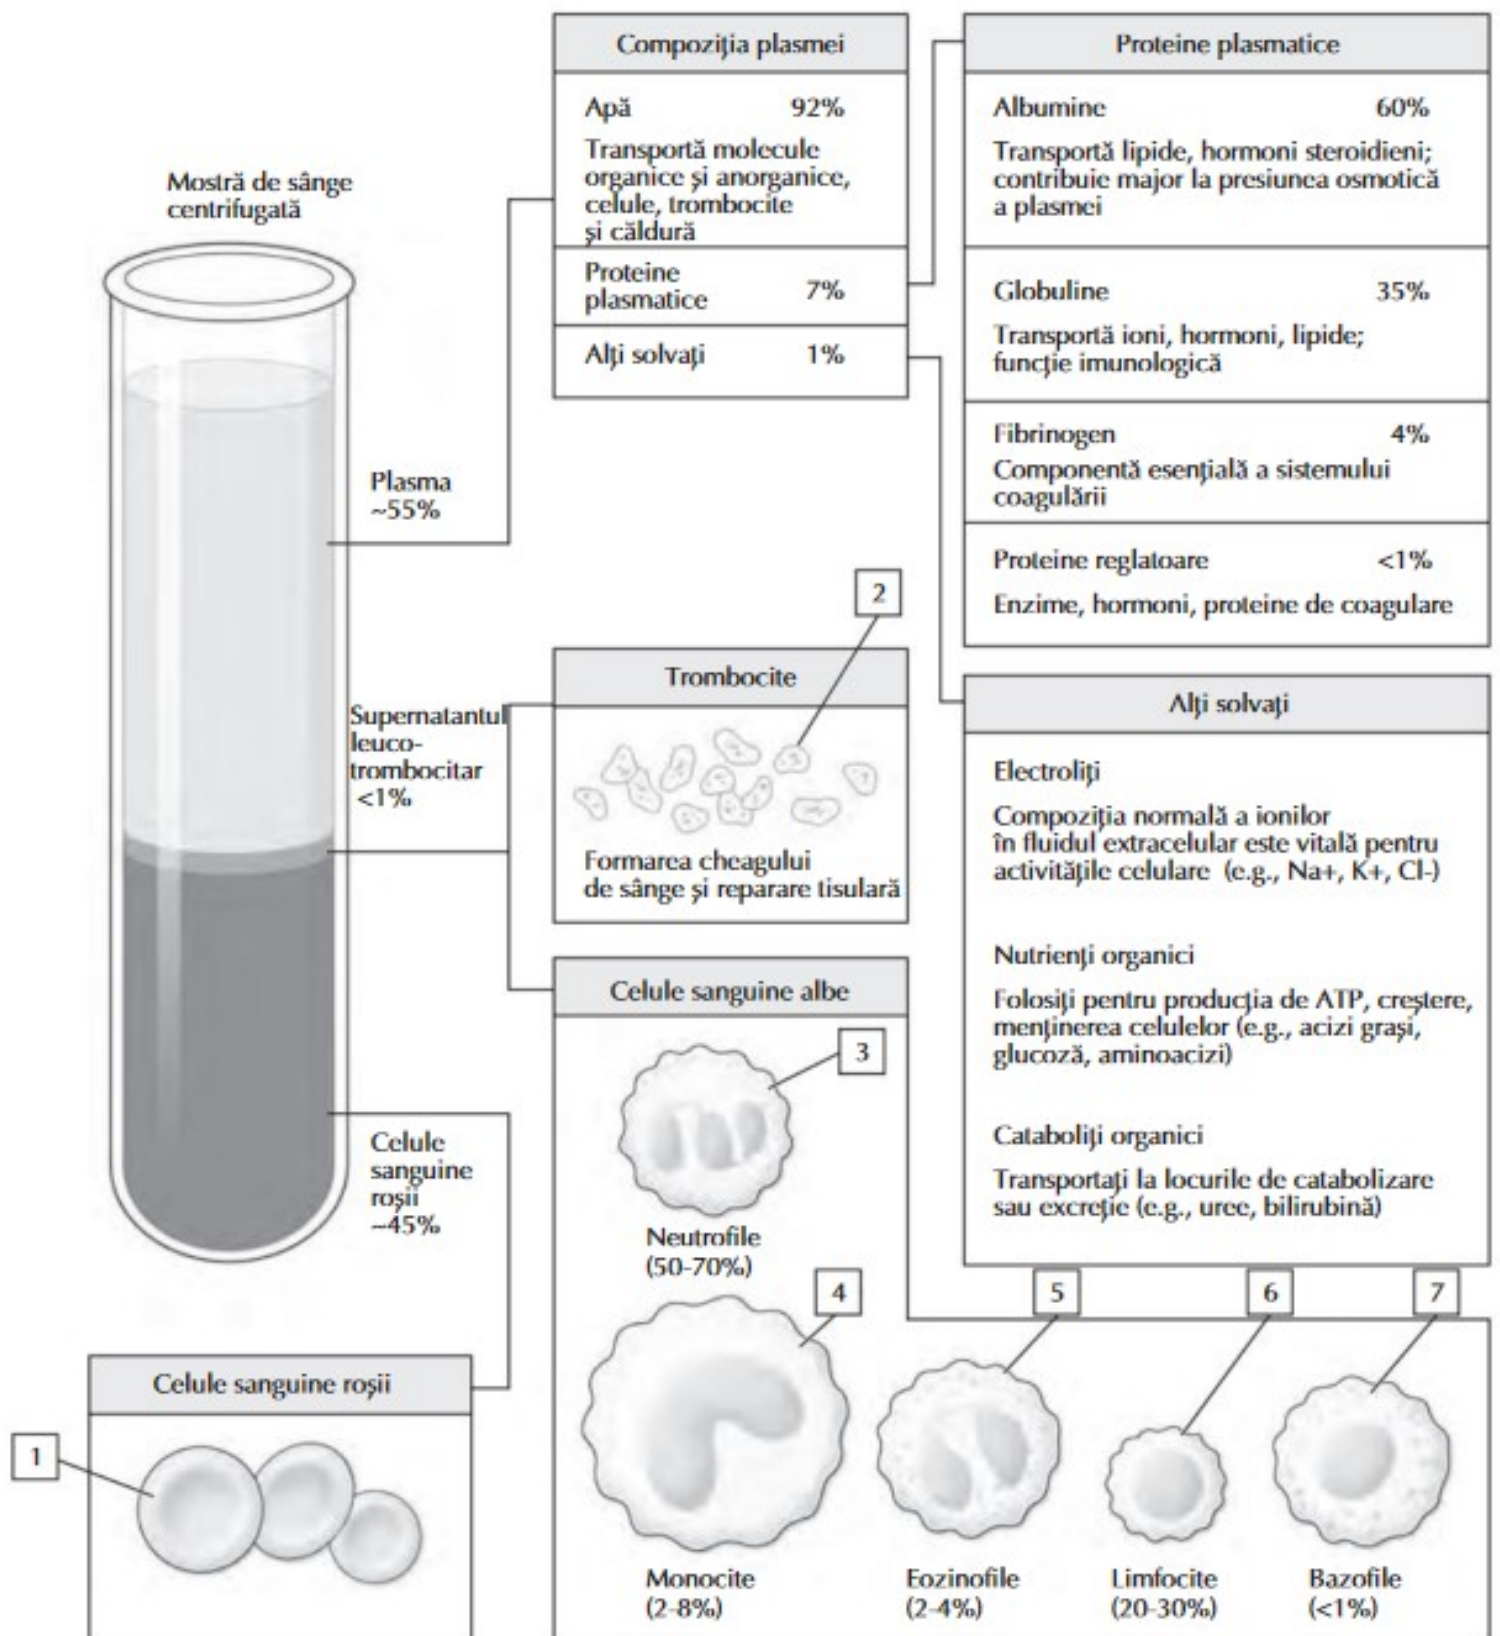 Compoziția plasmei
Apă 92%
Transportă molecule
organice și anorganice,
celule, trombocite
și căldură
Proteine
plasmatice 7%
Alți solvați 1%
Proteine plasmatice
Albumine 60%
Transportă lipide, hormoni steroidieni;
contribuie major la presiunea osmotică
a plasmei
Globuline 35%
Transportă ioni, hormoni, lipide;
funcție imunologică
Fibrinogen 4%
Componentă esențială a sistemului
coagulării
Proteine reglatoare <1%
Enzime, hormoni, proteine de coagulare
Mostră de sânge
centrifugată
Plasma
~55%
Supernatantul
leuco-
trombocitar
<1%
Celule
sanguine
roșii
~45%
2
Trombocite
Formarea cheagului
de sânge și reparare tisulară
Alți solvați
Electroliți
Compoziția normală a ionilor
în fluidul extracelular este vitală pentru
activitățile celulare (e.g., Na+, K+, Cl-)
Nutrienți organici
Folosiți pentru producția de ATP, creștere,
menținerea celulelor (e.g., acizi grași,
glucoză, aminoacizi)
Cataboliți organici
Transportați la locurile de catabolizare
sau excreție (e.g., uree, bilirubină)
Celule sanguine albe
3
Neutrofile
(50-70%)
4
5
6
7
Monocite
(2-8%)
Eozinofile
(2-4%)
Limfocite
(20-30%)
Bazofile
(<1%)
Celule sanguine roșii
1